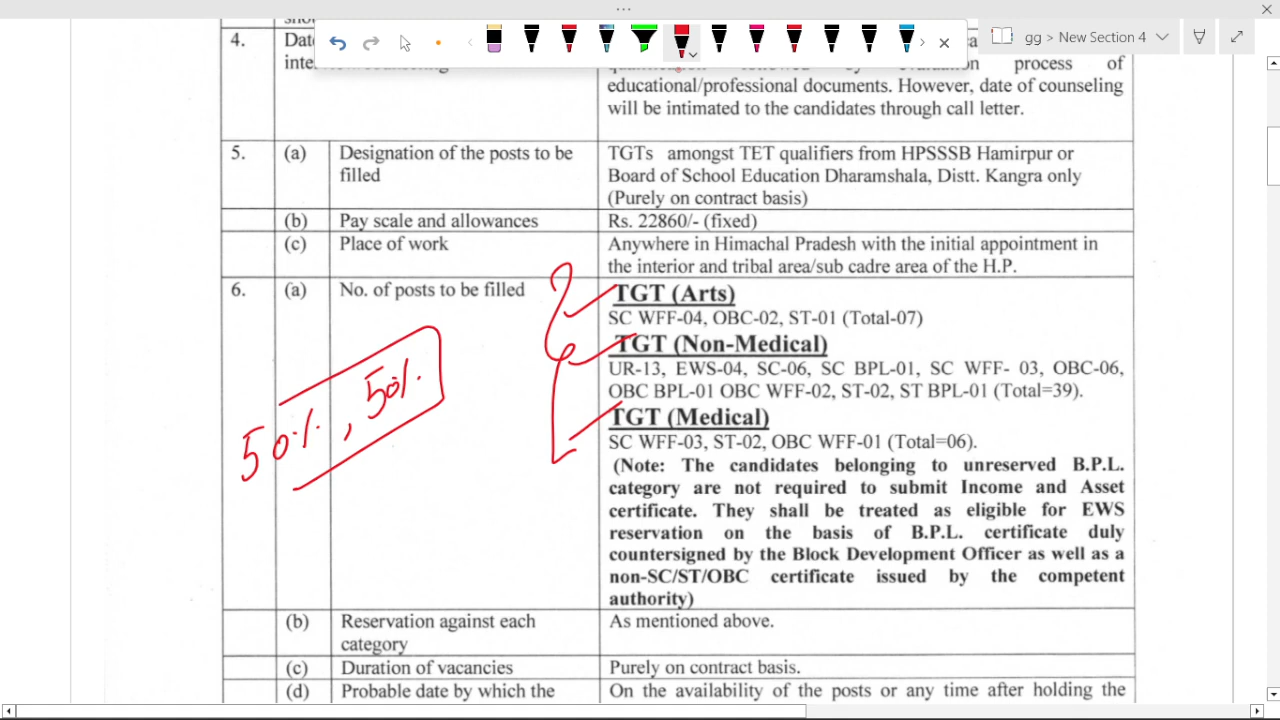 gg > New Section 4
4. Dat
inte
qualification followed by evaluation process of
educational/professional documents. However, date of counseling
will be intimated to the candidates through call letter.
5. (a) Designation of the posts to be filled
TGTs amongst TET qualifiers from HPSSSB Hamirpur or
Board of School Education Dharamshala, Distt. Kangra only
(Purely on contract basis)
(b) Pay scale and allowances Rs. 22860/- (fixed)
(c) Place of work
Anywhere in Himachal Pradesh with the initial appointment in
the interior and tribal area/sub cadre area of the H.P.
6. (a) No. of posts to be filled
TGT (Arts)
SC WFF-04, OBC-02, ST-01 (Total-07)
TGT (Non-Medical)
UR-13, EWS-04, SC-06, SC BPL-01, SC WFF- 03, OBC-06,
OBC BPL-01 OBC WFF-02, ST-02, ST BPL-01 (Total=39).
TGT (Medical)
SC WFF-03, ST-02, OBC WFF-01 (Total=06).
(Note: The candidates belonging to unreserved B.P.L.
category are not required to submit Income and Asset
certificate. They shall be treated as eligible for EWS
reservation on the basis of B.P.L. certificate duly
countersigned by the Block Development Officer as well as a
non-SC/ST/OBC certificate issued by the competent
authority)
50%, 50%.
(b) Reservation against each category
As mentioned above.
(c) Duration of vacancies Purely on contract basis.
(d) Probable date by which the On the availability of the posts or any time after holding the